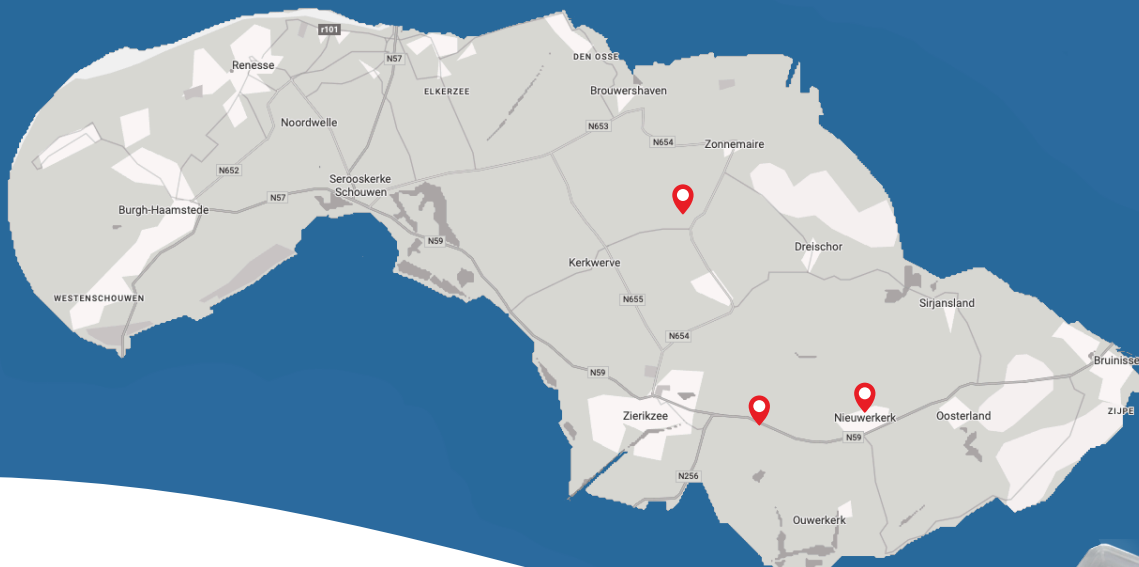 r101
N57
DEN OSSE
Renesse
ELKERZEE
Brouwershaven
Noordwelle
N653
N654
Zonnemaire
N652
Serooskerke
Schouwen
N57
Burgh-Haamstede
N59
Dreischor
Kerkwerve
WESTENSCHOUWEN
N655
Sirjansland
N654
Bruinisse
N59
ZIJPE
Zierikzee
Nieuwerkerk
Oosterland
N59
N256
Ouwerkerk